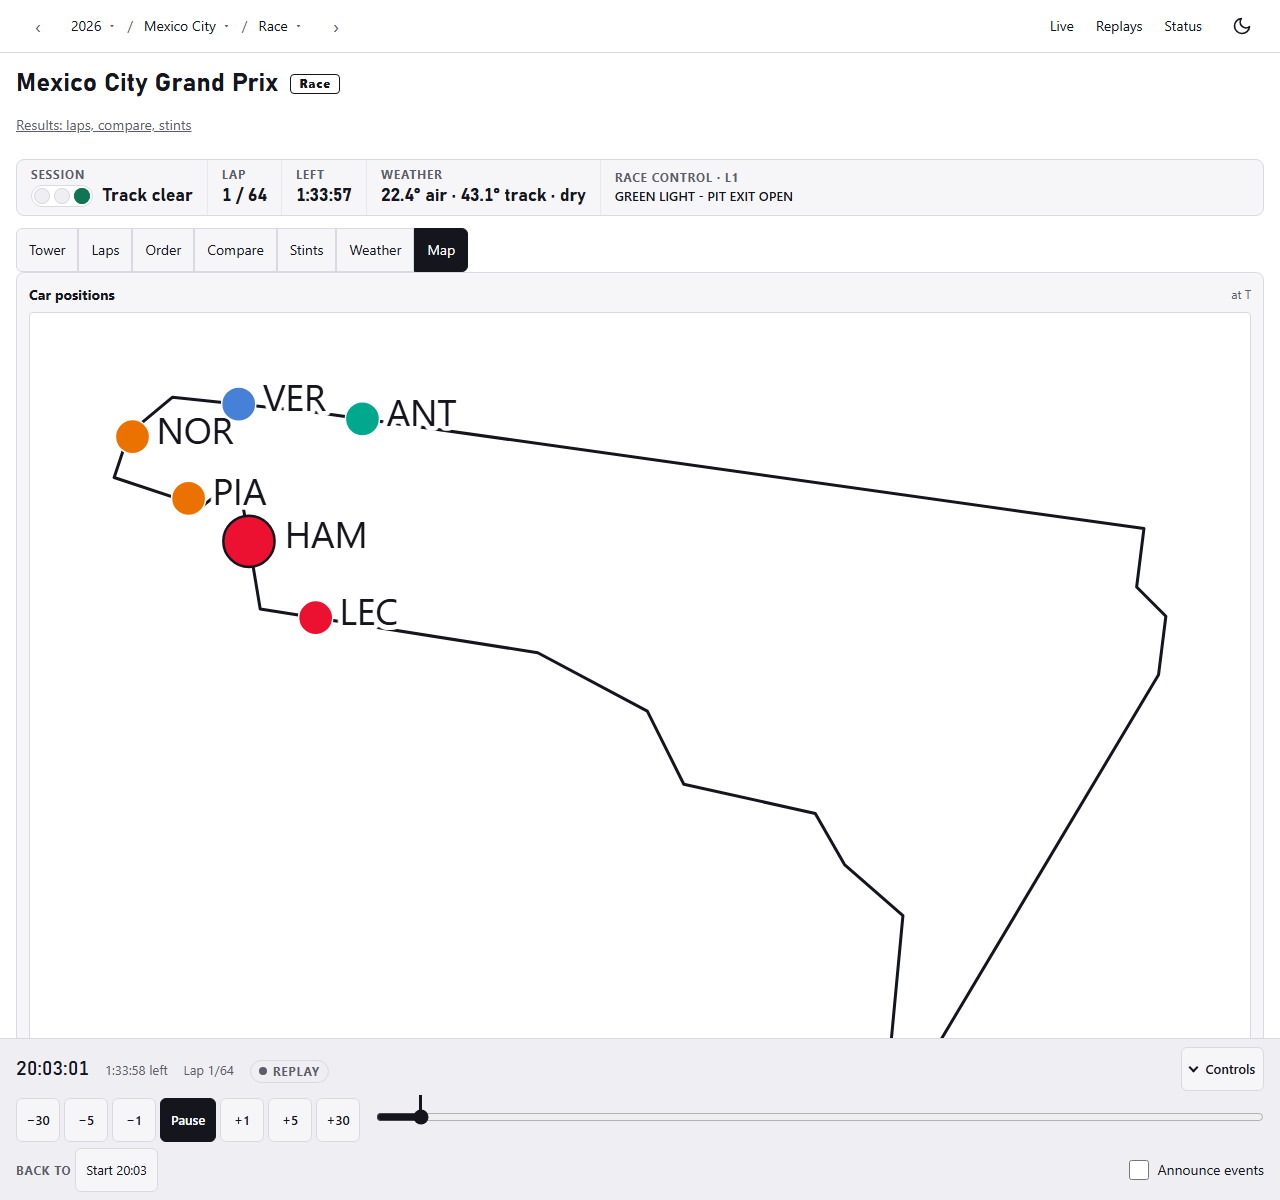 ‹ 2026 / Mexico City / Race ›
Live Replays Status
Mexico City Grand Prix Race
Results: laps, compare, stints
SESSION
Track clear
LAP
1 / 64
LEFT
1:33:57
WEATHER
22.4° air · 43.1° track · dry
RACE CONTROL · L1
GREEN LIGHT - PIT EXIT OPEN
Tower Laps Order Compare Stints Weather Map
Car positions
at T
VER
ANT
NOR
PIA
HAM
LEC
20:03:01 1:33:58 left Lap 1/64 REPLAY
Controls
−30 −5 −1 Pause +1 +5 +30
BACK TO Start 20:03
Announce events